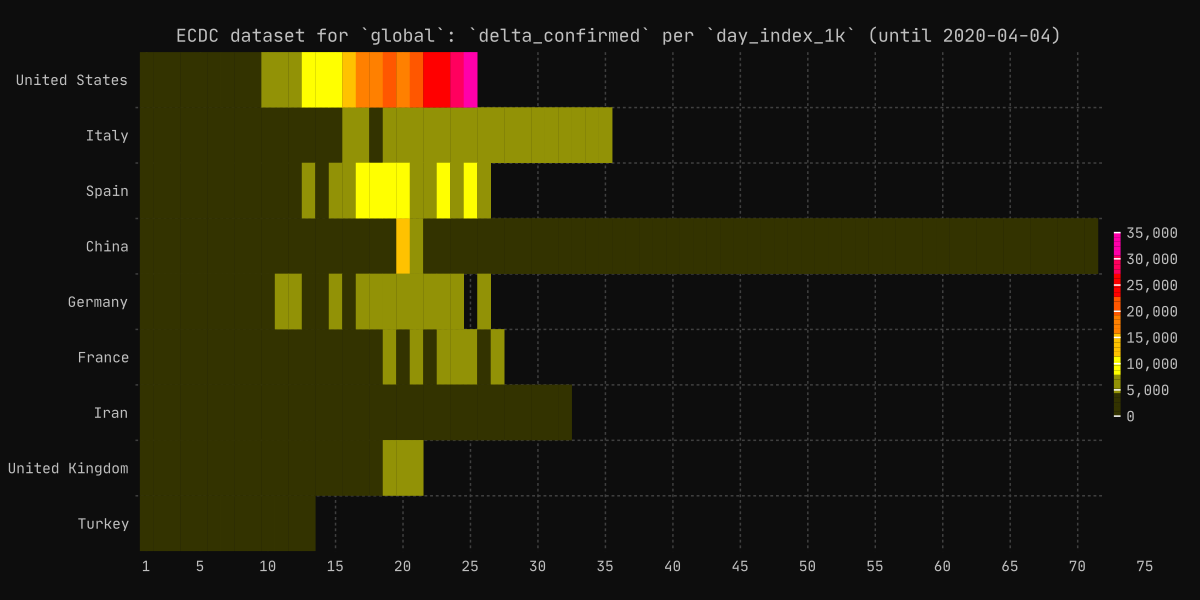 ECDC dataset for `global`: `delta_confirmed` per `day_index_1k` (until 2020-04-04)
United States
Italy
Spain
China
Germany
France
Iran
United Kingdom
Turkey
35,000
30,000
25,000
20,000
15,000
10,000
5,000
0
1 5 10 15 20 25 30 35 40 45 50 55 60 65 70 75